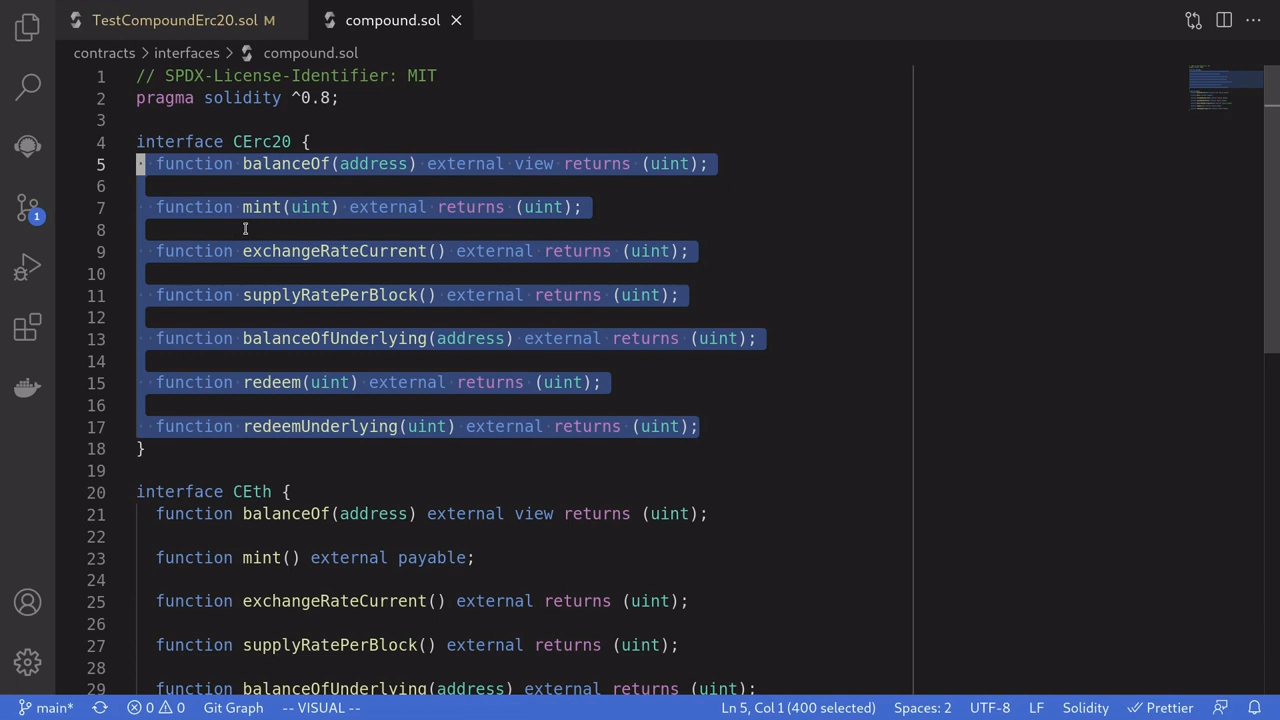 TestCompoundErc20.sol M
compound.sol
contracts > interfaces > compound.sol
1 // SPDX-License-Identifier: MIT
2 pragma solidity ^0.8;
3
4 interface CErc20 {
5 function balanceOf(address) external view returns (uint);
6
7 function mint(uint) external returns (uint);
8
9 function exchangeRateCurrent() external returns (uint);
10
11 function supplyRatePerBlock() external returns (uint);
12
13 function balanceOfUnderlying(address) external returns (uint);
14
15 function redeem(uint) external returns (uint);
16
17 function redeemUnderlying(uint) external returns (uint);
18 }
19
20 interface CEth {
21 function balanceOf(address) external view returns (uint);
22
23 function mint() external payable;
24
25 function exchangeRateCurrent() external returns (uint);
26
27 function supplyRatePerBlock() external returns (uint);
28
29 function balanceOfUnderlying(address) external returns (uint);
1
main* 0 0 Git Graph -- VISUAL -- Ln 5, Col 1 (400 selected) Spaces: 2 UTF-8 LF Solidity Prettier